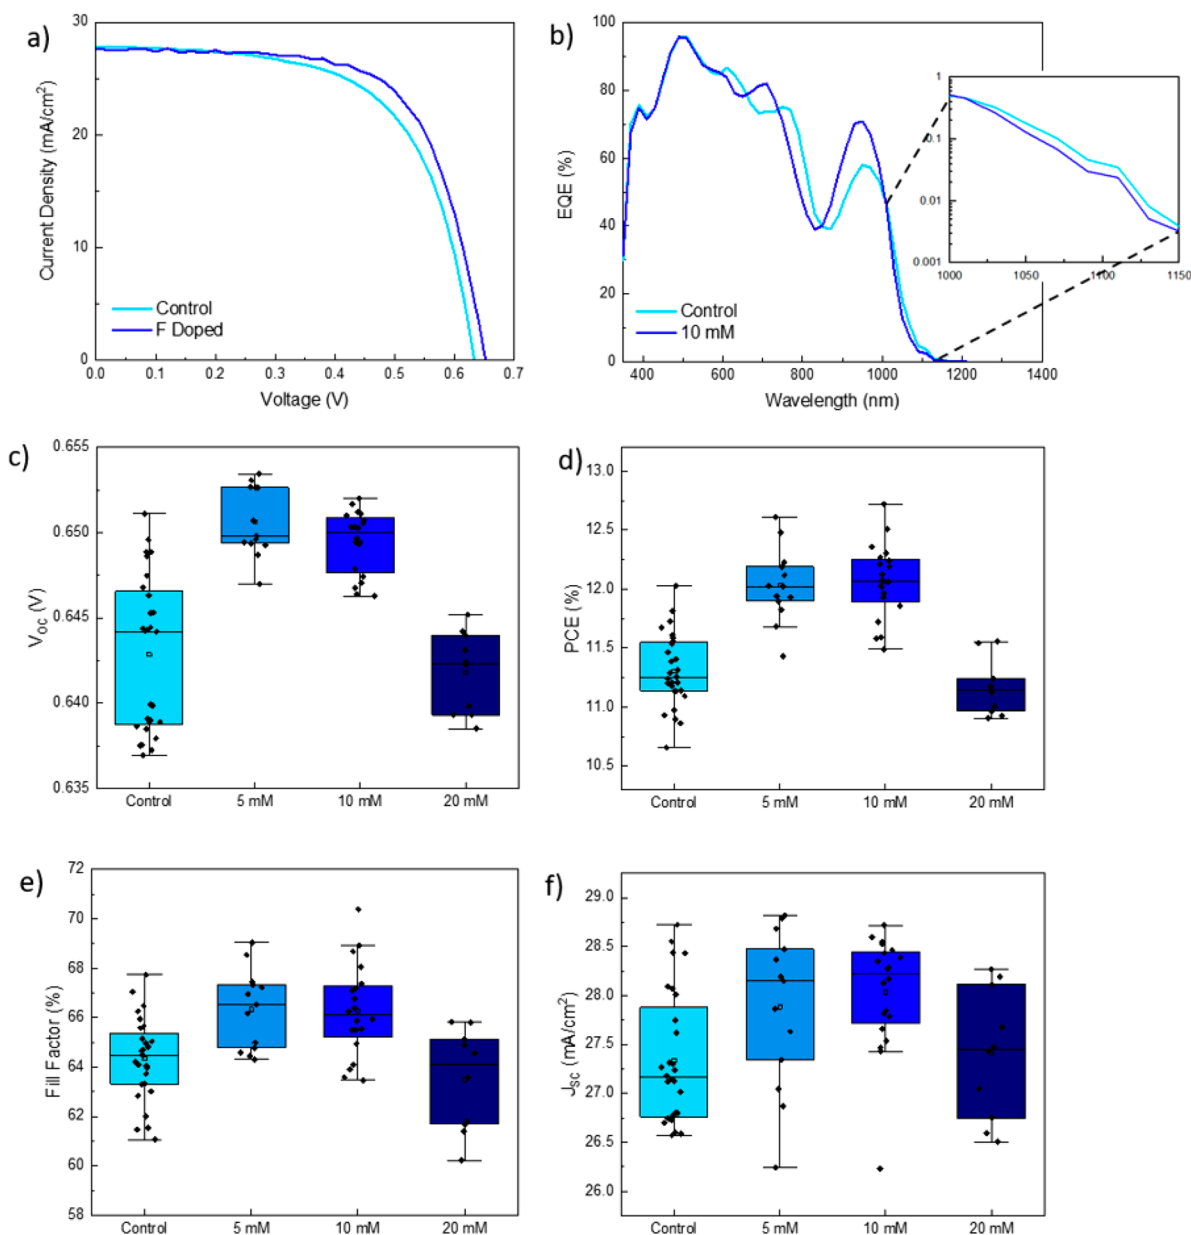 a)
30
20
10
0
Current Density (mA/cm²)
Control
F Doped
0.0 0.1 0.2 0.3 0.4 0.5 0.6 0.7
Voltage (V)
b)
100
80
60
40
20
0
EQE (%)
Control
10 mM
400 600 800 1000 1200 1400
Wavelength (nm)
1
0.1
0.01
0.001
1000 1050 1100 1150
c)
0.655
0.650
0.645
0.640
0.635
Voc (V)
Control 5 mM 10 mM 20 mM
d)
13.0
12.5
12.0
11.5
11.0
10.5
PCE (%)
Control 5 mM 10 mM 20 mM
e)
72
70
68
66
64
62
60
58
Fill Factor (%)
Control 5 mM 10 mM 20 mM
f)
29.0
28.5
28.0
27.5
27.0
26.5
26.0
Jsc (mA/cm²)
Control 5 mM 10 mM 20 mM